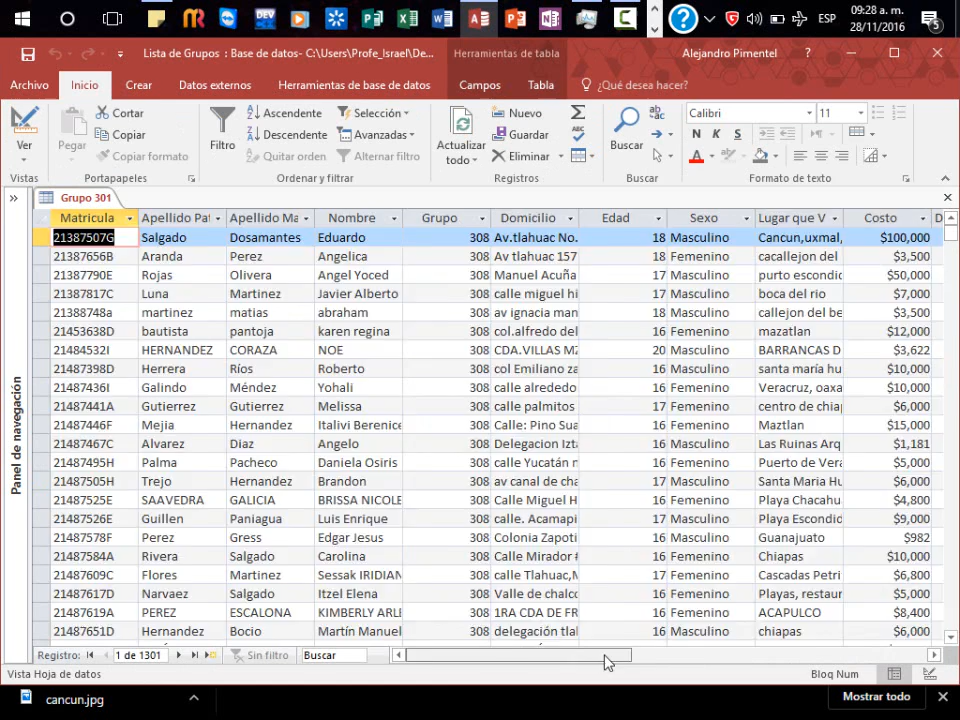 09:28 a. m.
ESP
28/11/2016
5
Lista de Grupos : Base de datos- C:\Users\Profe_Israel\De...
Herramientas de tabla
Alejandro Pimentel
Archivo Inicio Crear Datos externos Herramientas de base de datos Campos Tabla ¿Qué desea hacer?
Ver
Pegar
Cortar
Copiar
Copiar formato
Filtro
Ascendente
Descendente
Quitar orden
Selección
Avanzadas
Alternar filtro
Actualizar
todo
Nuevo
Guardar
Eliminar
Buscar
Calibri 11
N K S
Vistas Portapapeles Ordenar y filtrar Registros Buscar Formato de texto
Grupo 301
Panel de navegación
Matricula Apellido Pat Apellido Ma Nombre Grupo Domicilio Edad Sexo Lugar que V Costo D
21387507G Salgado Dosamantes Eduardo 308 Av.tlahuac No. 18 Masculino Cancun,uxmal, $100,000
21387656B Aranda Perez Angelica 308 Av tlahuac 157 18 Femenino cacallejon del $3,500
21387790E Rojas Olivera Angel Yoced 308 Manuel Acuña 17 Masculino purto escondi $50,000
21387817C Luna Martinez Javier Alberto 308 calle miguel hi 17 Masculino boca del rio $7,000
21388748a martinez matias abraham 308 av ignacia man 18 Masculino callejon del be $3,500
21453638D bautista pantoja karen regina 308 col.alfredo del 16 Femenino mazatlan $12,000
21484532I HERNANDEZ CORAZA NOE 308 CDA.VILLAS MZ 20 Masculino BARRANCAS D $3,622
21487398D Herrera Ríos Roberto 308 col Emiliano za 16 Masculino santa maría hu $10,000
21487436I Galindo Méndez Yohali 308 calle alrededo 16 Femenino Veracruz, oaxa $10,000
21487441A Gutierrez Gutierrez Melissa 308 calle palmitos 17 Femenino centro de chiap $6,000
21487446F Mejia Hernandez Italivi Berenice 308 Calle: Pino Sua 16 Femenino Maztlan $15,000
21487467C Alvarez Diaz Angelo 308 Delegacion Izta 16 Masculino Las Ruinas Arq $1,181
21487495H Palma Pacheco Daniela Osiris 308 calle Yucatán n 16 Femenino Puerto de Vera $5,000
21487505H Trejo Hernandez Brandon 308 av canal de cha 16 Masculino Santa Maria Hu $6,000
21487525E SAAVEDRA GALICIA BRISSA NICOLE 308 Calle Miguel H 16 Femenino Playa Chacahu $4,800
21487526E Guillen Paniagua Luis Enrique 308 calle. Acamapi 17 Masculino Playa Escondid $9,000
21487578F Perez Gress Edgar Jesus 308 Colonia Zapoti 16 Masculino Guanajuato $982
21487584A Rivera Salgado Carolina 308 Calle Mirador # 16 Femenino Chiapas $10,000
21487609C Flores Martinez Sessak IRIDIAN 308 calle Tlahuac,M 17 Femenino Cascadas Petri $6,800
21487617D Narvaez Salgado Itzel Elena 308 Valle de chalco 16 Femenino Playas, restaur $5,000
21487619A PEREZ ESCALONA KIMBERLY ARLE 308 1RA CDA DE FR 16 Femenino ACAPULCO $8,400
21487651D Hernandez Bocio Martín Manuel 308 delegación tlal 16 Masculino chiapas $6,000
Registro: 1 de 1301 Sin filtro Buscar
Vista Hoja de datos Bloq Num
cancun.jpg Mostrar todo